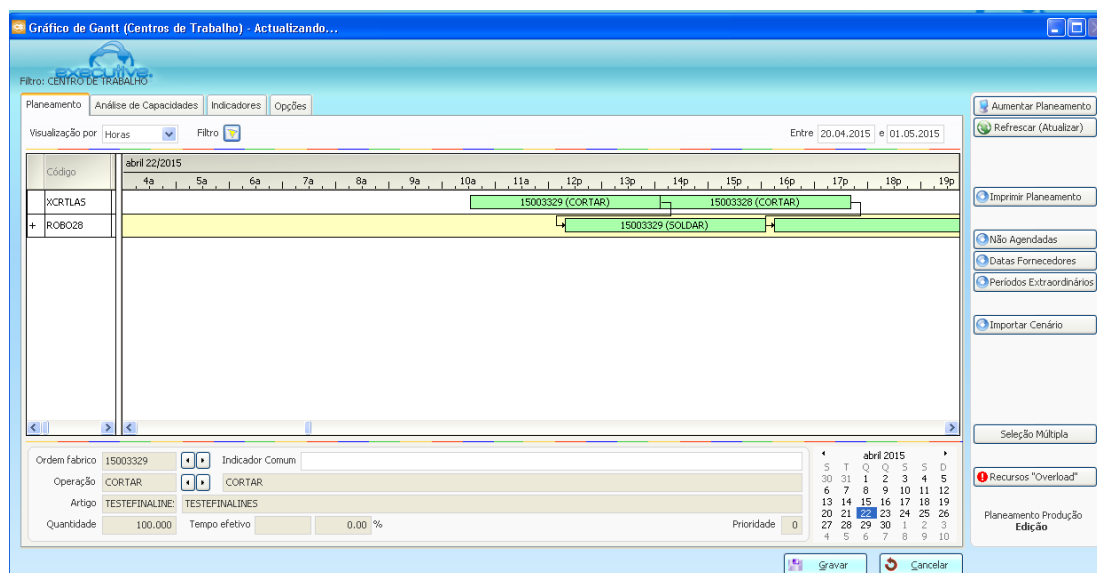 Gráfico de Gantt (Centros de Trabalho) - Actualizando...
executive
Filtro: CENTRO DE TRABALHO
Planeamento Análise de Capacidades Indicadores Opções
Visualização por Horas Filtro Entre 20.04.2015 e 01.05.2015
Código abril 22/2015
4a 5a 6a 7a 8a 9a 10a 11a 12p 13p 14p 15p 16p 17p 18p 19p
XCRTLAS 15003329 (CORTAR) 15003328 (CORTAR)
+ ROBO28 15003329 (SOLDAR)
Aumentar Planeamento
Refrescar (Atualizar)
Imprimir Planeamento
Não Agendadas
Datas Fornecedores
Períodos Extraordinários
Importar Cenário
Seleção Múltipla
Recursos "Overload"
Planeamento Produção
Edição
Ordem fabrico 15003329 Indicador Comum
Operação CORTAR CORTAR
Artigo TESTEFINALINE: TESTEFINALINES
Quantidade 100.000 Tempo efetivo 0.00 % Prioridade 0
abril 2015
S T Q Q S S D
30 31 1 2 3 4 5
6 7 8 9 10 11 12
13 14 15 16 17 18 19
20 21 22 23 24 25 26
27 28 29 30 1 2 3
4 5 6 7 8 9 10
Gravar Cancelar